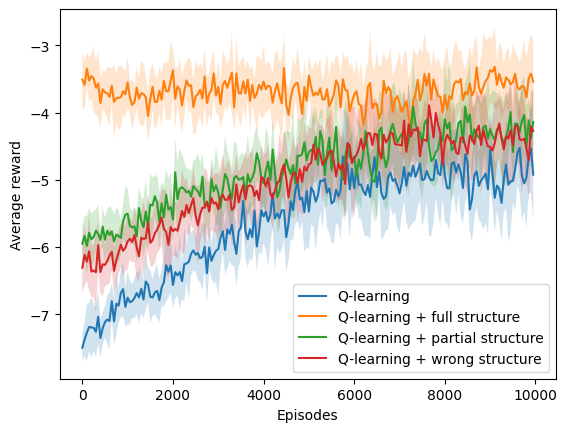 Average reward
−3
−4
−5
−6
−7
0
2000
4000
6000
8000
10000
Episodes
Q-learning
Q-learning + full structure
Q-learning + partial structure
Q-learning + wrong structure